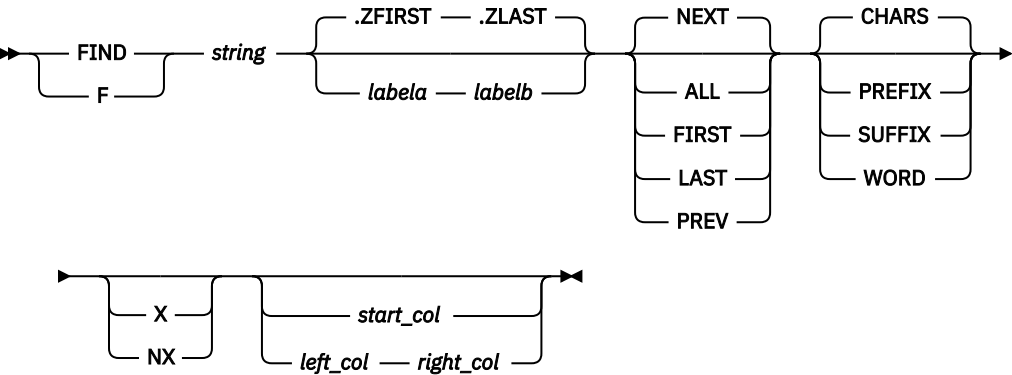 .ZFIRST .ZLAST NEXT CHARS
FIND string
F labela labelb ALL PREFIX
FIRST SUFFIX
LAST WORD
PREV
X start_col
NX left_col right_col